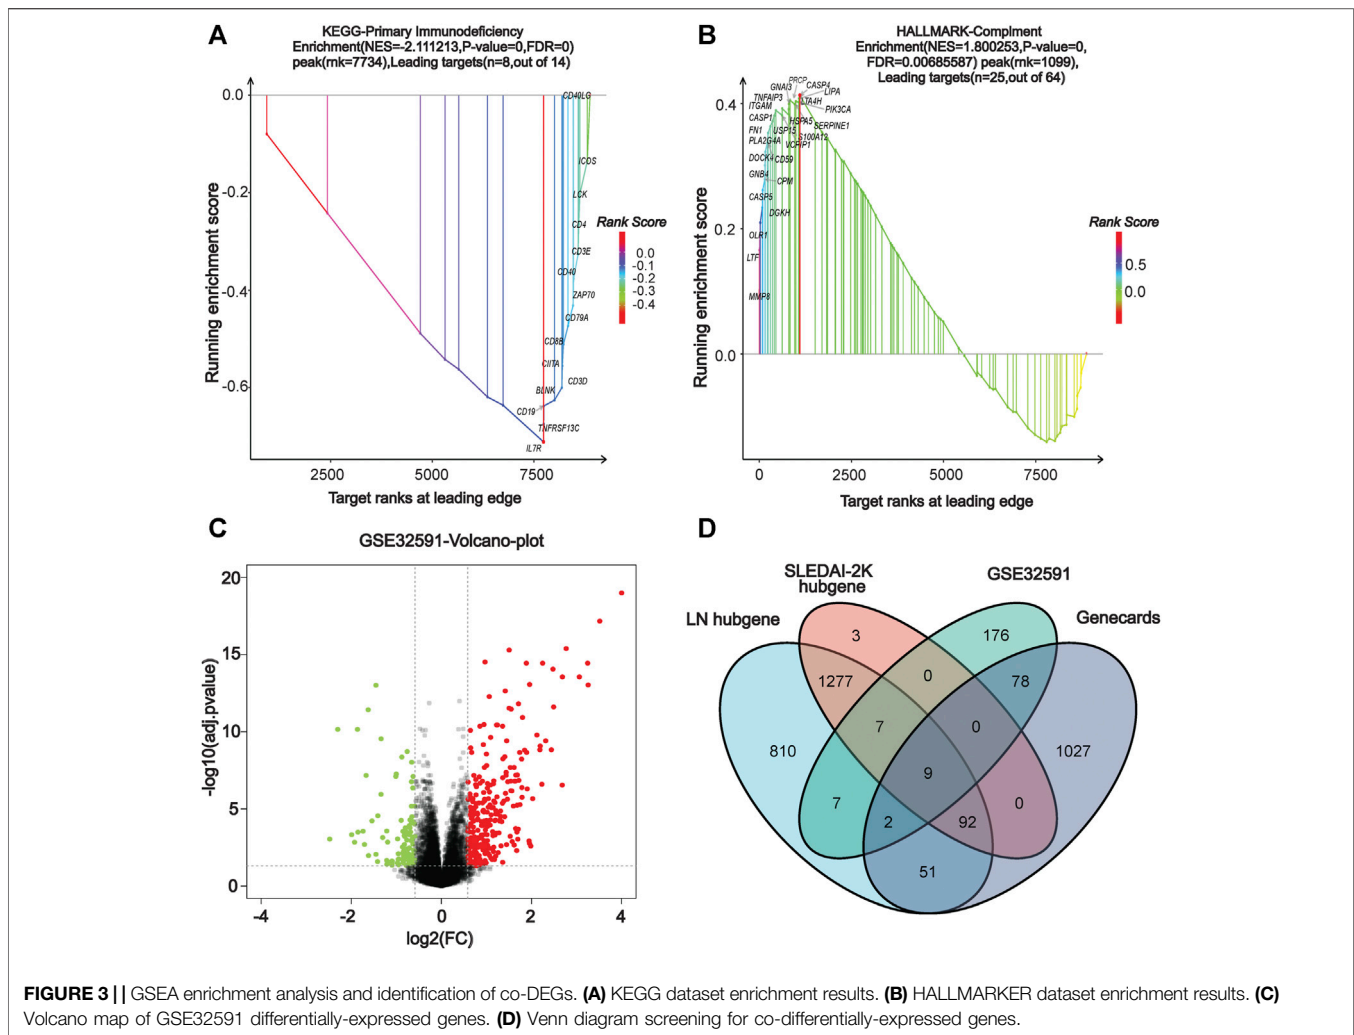 A
KEGG-Primary Immunodeficiency
Enrichment(NES=-2.111213,P-value=0,FDR=0)
peak(rnk=7734),Leading targets(n=8,out of 14)
Running enrichment score
0.0
-0.2
-0.4
-0.6
CD40LG
ICOS
LCK
CD4
CD3E
CD40
ZAP70
CD79A
CD8B
CIITA
CD3D
BLNK
CD19
TNFRSF13C
IL7R
2500
5000
7500
Target ranks at leading edge
Rank Score
0.0
-0.1
-0.2
-0.3
-0.4
B
HALLMARK-Complment
Enrichment(NES=1.800253,P-value=0,
FDR=0.00685587) peak(rnk=1099),
Leading targets(n=25,out of 64)
Running enrichment score
0.4
0.2
0.0
PRCP
GNAI3
CASP4
LIPA
TNFAIP3
LTA4H
ITGAM
PIK3CA
CASP1
HSPA5
SERPINE1
FN1
USP15
S100A12
PLA2G4A
VCPIP1
DOCK4
CD59
GNB4
CPM
CASP5
DGKH
OLR1
LTF
MMP8
0
2500
5000
7500
Target ranks at leading edge
Rank Score
0.5
0.0
C
GSE32591-Volcano-plot
-log10(adj.pvalue)
20
15
10
5
0
-4
-2
0
2
4
log2(FC)
D
SLEDAI-2K
hubgene
GSE32591
LN hubgene
Genecards
3
176
1277
0
78
7
0
810
1027
9
7
2
92
0
51
FIGURE 3 || GSEA enrichment analysis and identification of co-DEGs. (A) KEGG dataset enrichment results. (B) HALLMARKER dataset enrichment results. (C)
Volcano map of GSE32591 differentially-expressed genes. (D) Venn diagram screening for co-differentially-expressed genes.